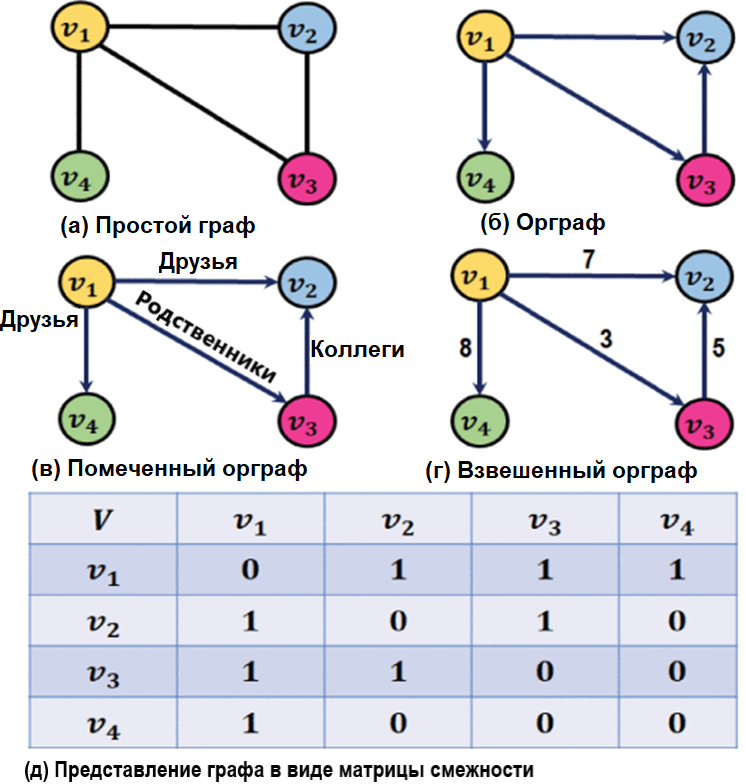 v₁ v₂
v₄ v₃
(а) Простой граф
v₁ v₂
v₄ v₃
(б) Орграф
Друзья
v₁ v₂
Друзья Родственники Коллеги
v₄ v₃
(в) Помеченный орграф
7
v₁ v₂
8 3 5
v₄ v₃
(г) Взвешенный орграф
V v₁ v₂ v₃ v₄
v₁ 0 1 1 1
v₂ 1 0 1 0
v₃ 1 1 0 0
v₄ 1 0 0 0
(д) Представление графа в виде матрицы смежности